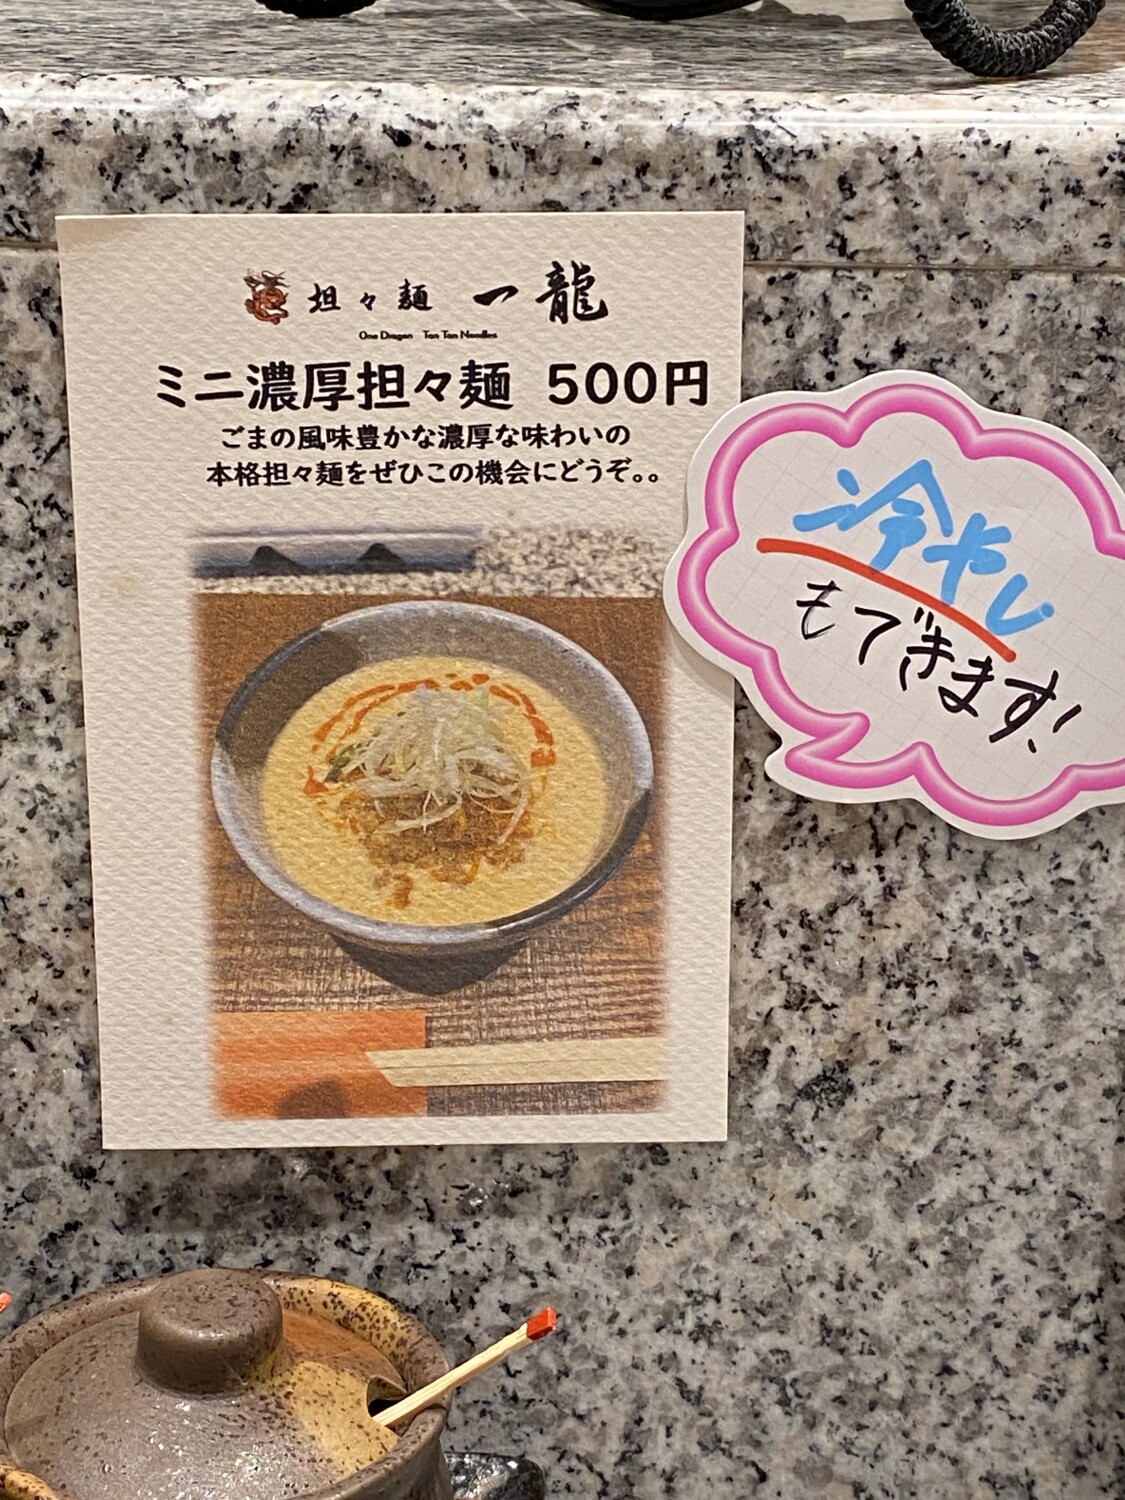 坦々麺 一龍
One Dragon Tan Tan Noodles
ミニ濃厚担々麺 500円
ごまの風味豊かな濃厚な味わいの
本格担々麺をぜひこの機会にどうぞ。。
冷やし
もできます!